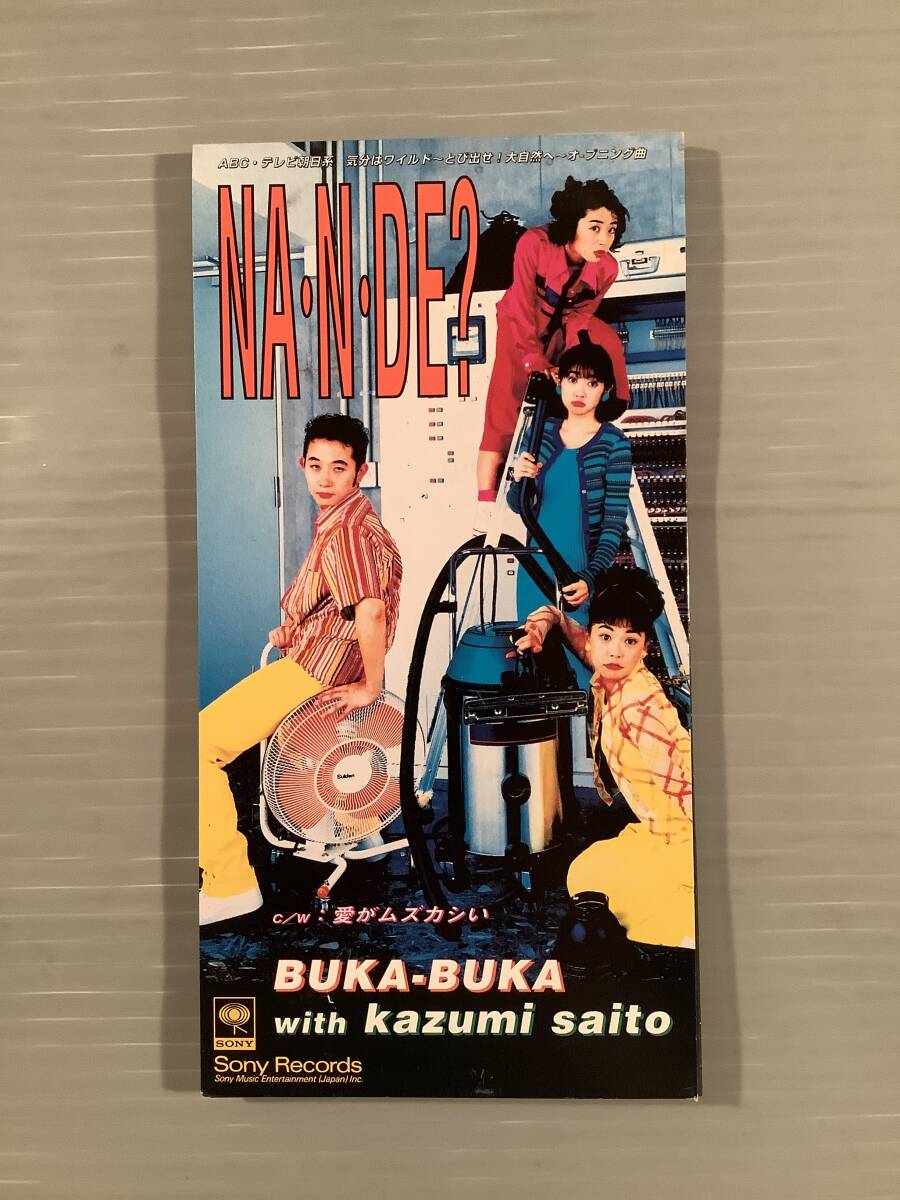 ABC・テレビ朝日系 気分はワイルド〜とび出せ！大自然へ〜オープニング曲
NA・N・DE?
Suiden
c/w：愛がムズカシい
BUKA-BUKA
with kazumi saito
SONY
Sony Records
Sony Music Entertainment (Japan) Inc.